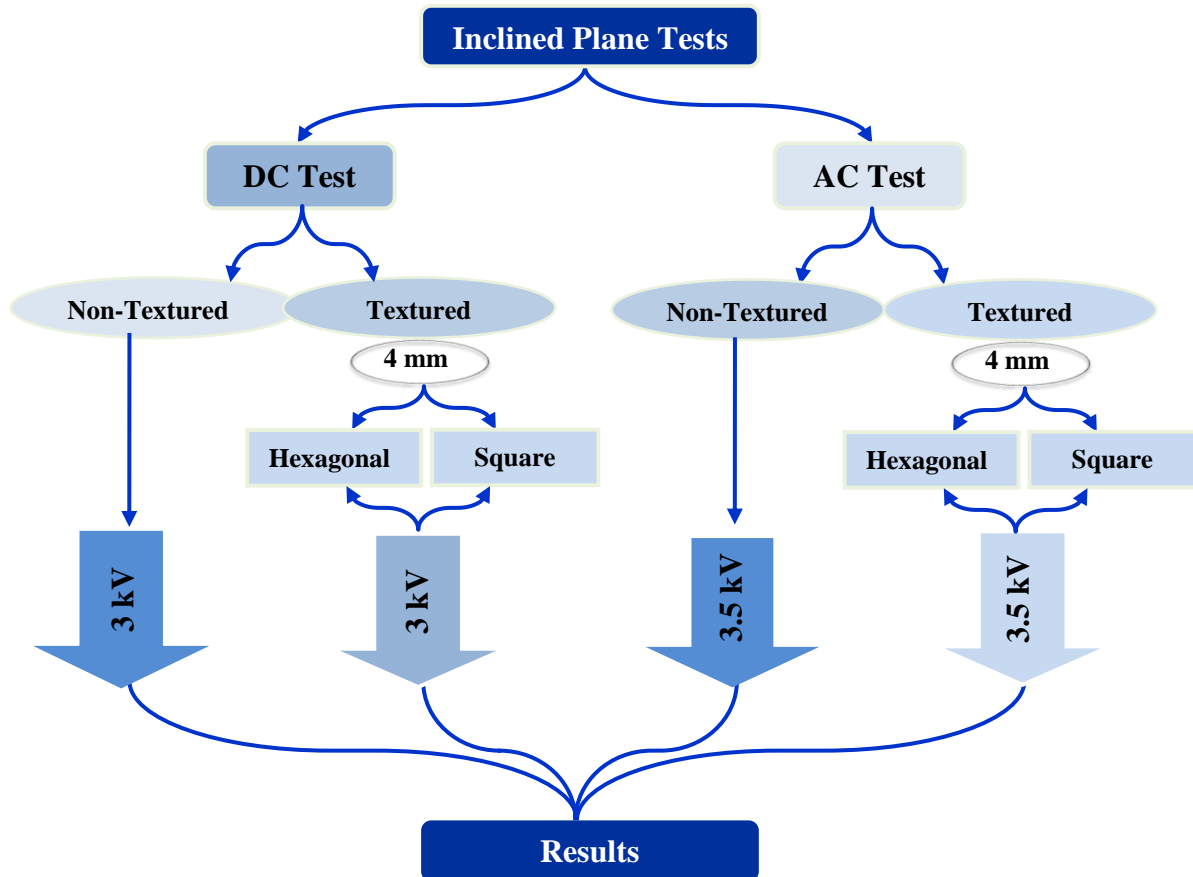 Inclined Plane Tests
DC Test
AC Test
Non-Textured
Textured
Non-Textured
Textured
4 mm
4 mm
Hexagonal
Square
Hexagonal
Square
3 kV
3 kV
3.5 kV
3.5 kV
Results